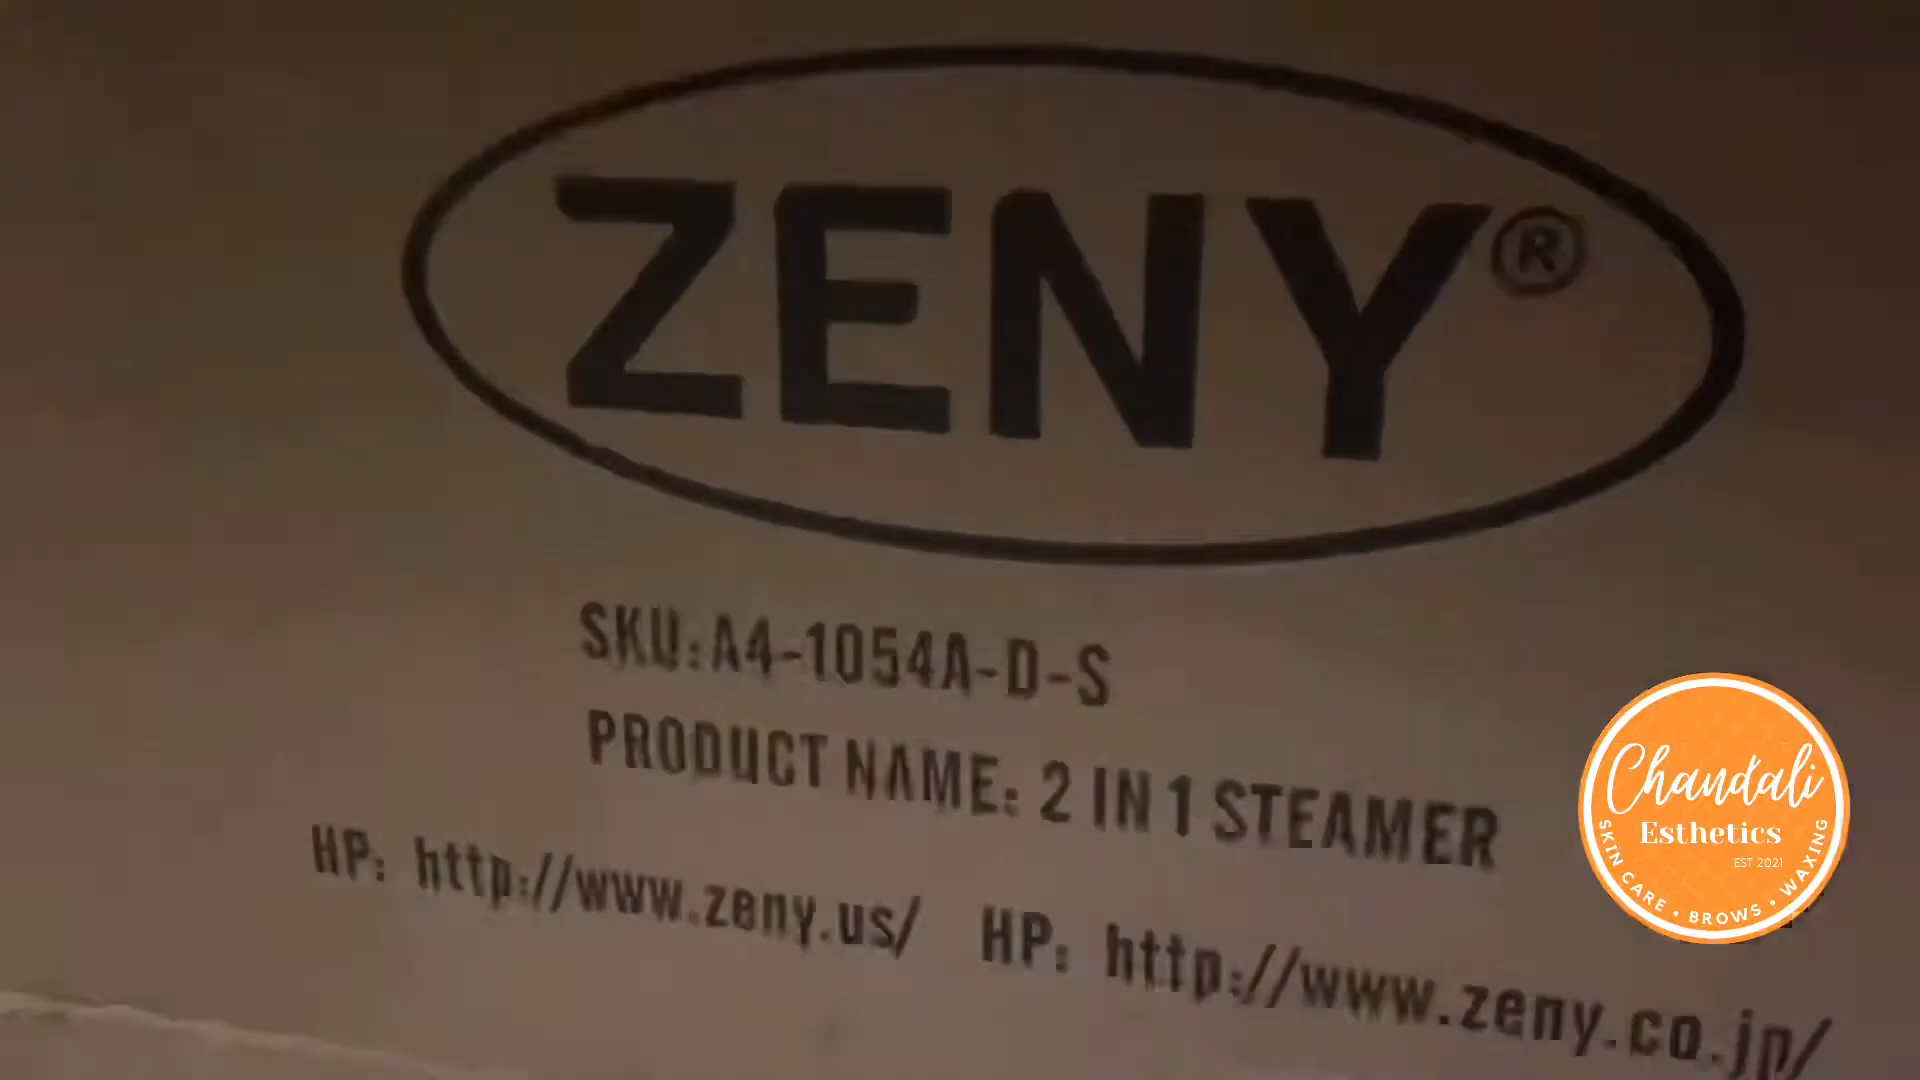 ZENY®
SKU:A4-1054A-D-S
PRODUCT NAME: 2 IN 1 STEAMER
HP: http://www.zeny.us/ HP: http://www.zeny.co.jp/
Chandali
Esthetics
EST 2021
SKIN CARE • BROWS • WAXING